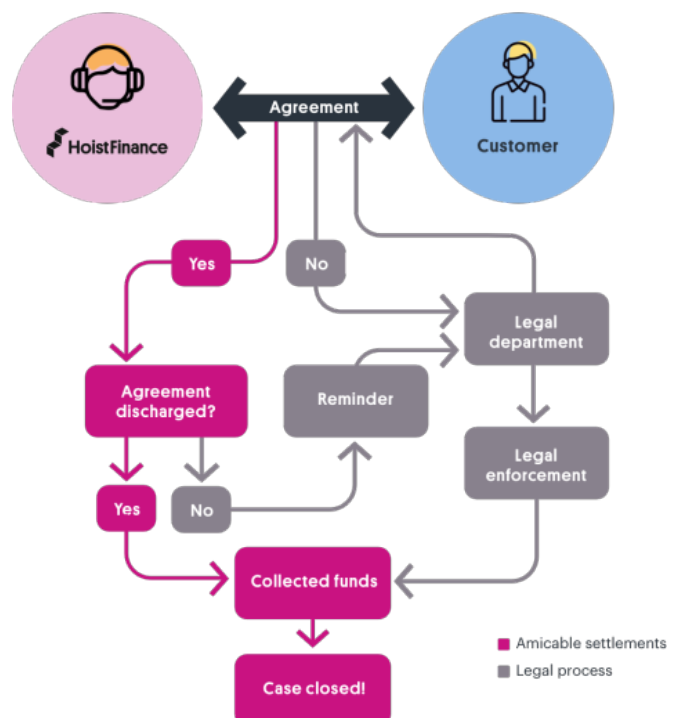 Agreement
HoistFinance
Customer
Yes
No
Legal
department
Agreement
discharged?
Reminder
Legal
enforcement
Yes
No
Collected funds
Amicable settlements
Legal process
Case closed!